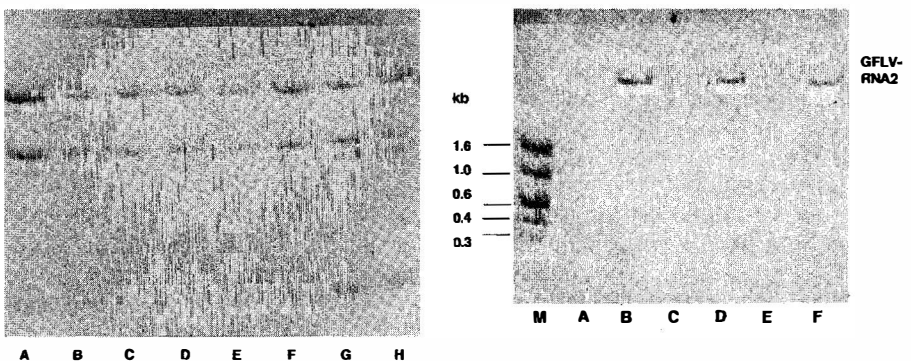 A B C D E F G H
kb
1.6
1.0
0.6
0.4
0.3
GFLV-
RNA2
M A B C D E F